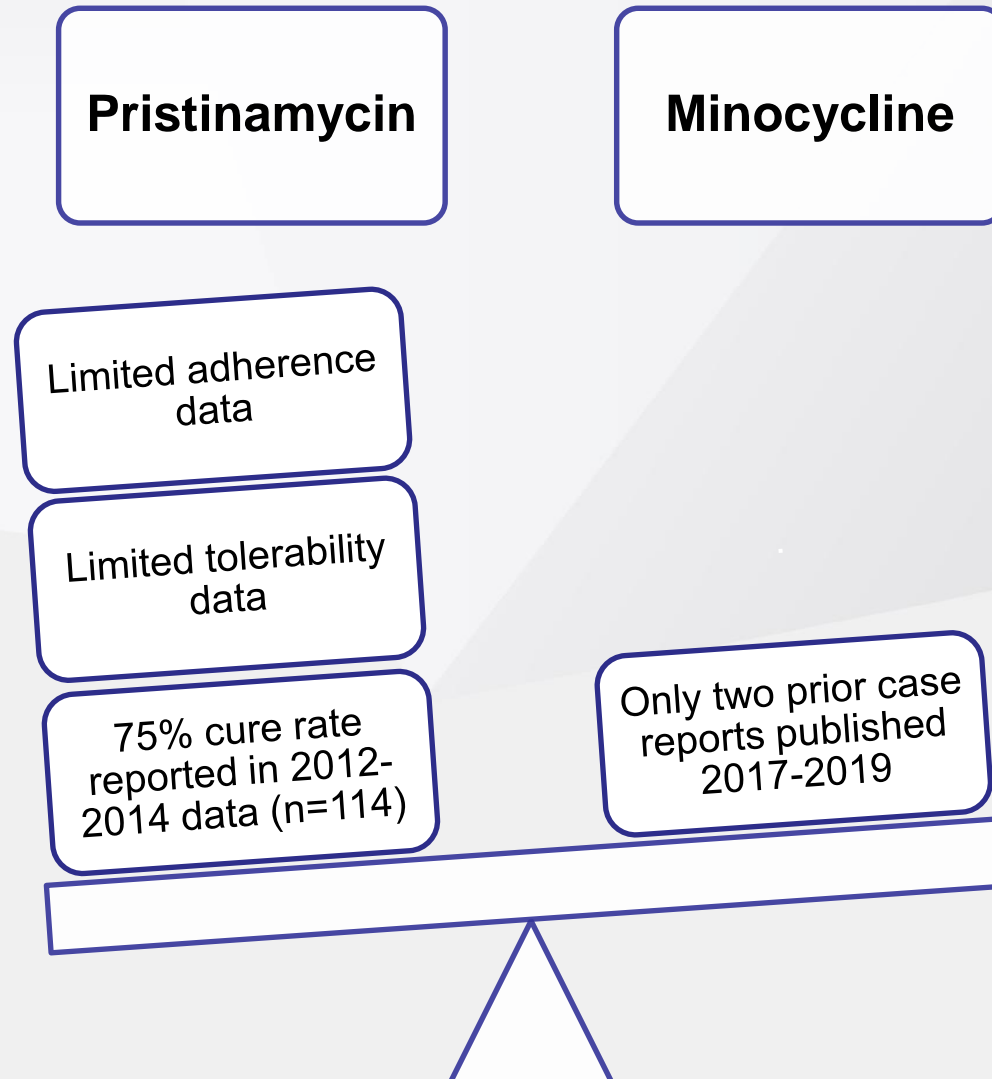 Pristinamycin
Minocycline
Limited adherence
data
Limited tolerability
data
75% cure rate
reported in 2012-
2014 data (n=114)
Only two prior case
reports published
2017-2019